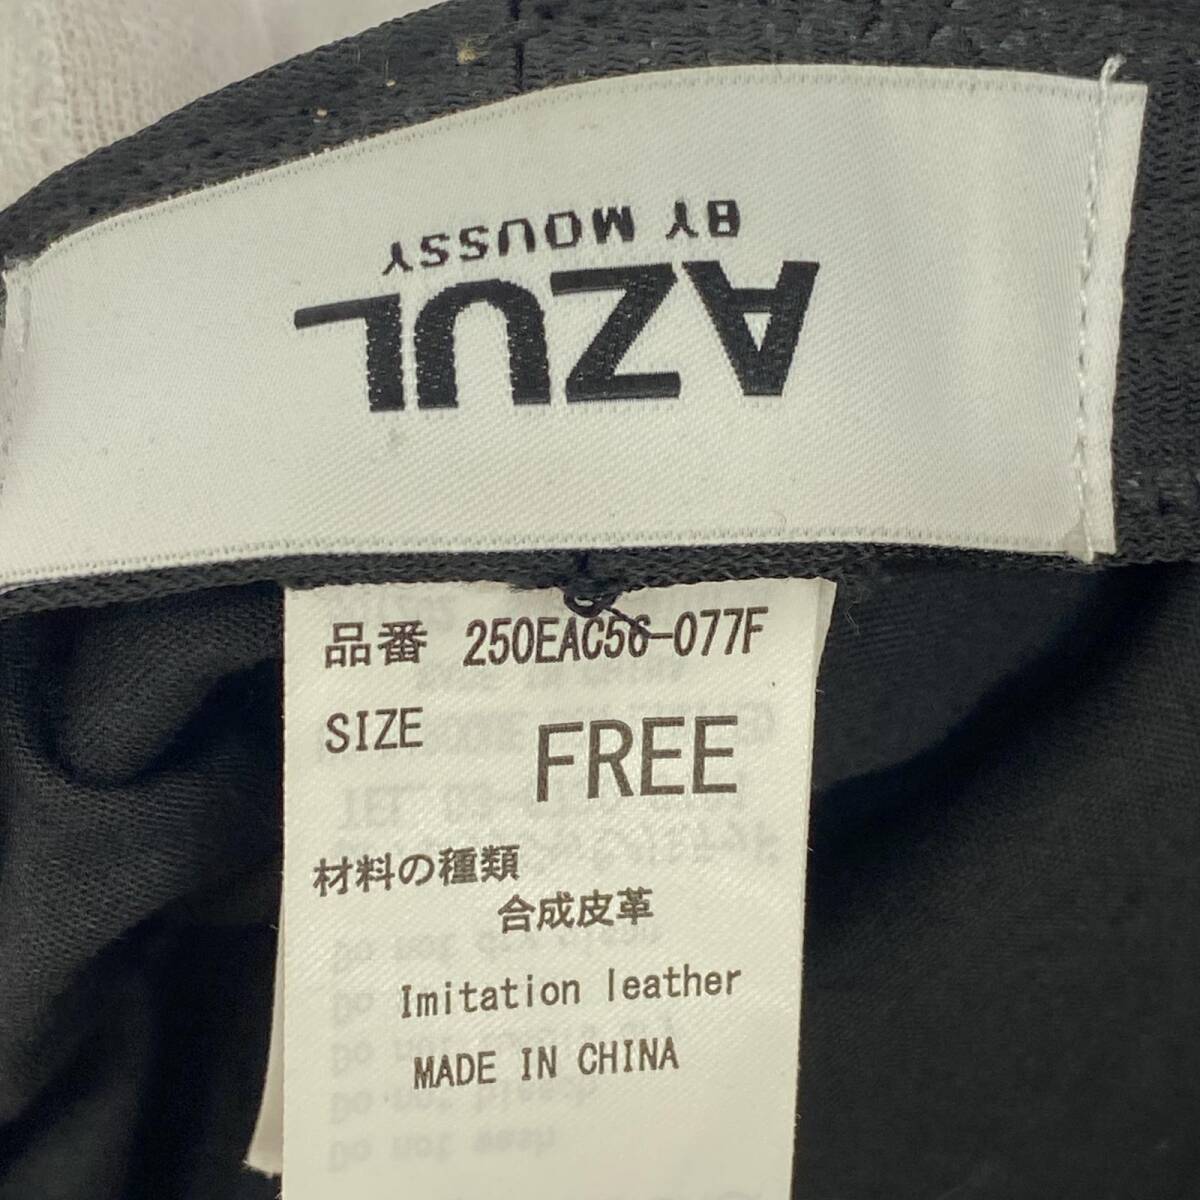 AZUL
BY MOUSSY
品番 250EAC56-077F
SIZE FREE
材料の種類
合成皮革
Imitation leather
MADE IN CHINA